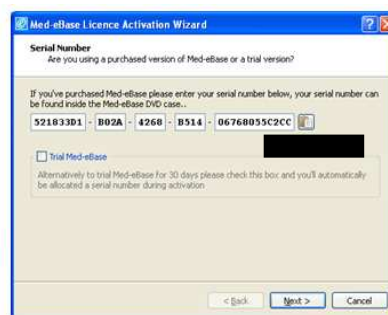 Med-eBase Licence Activation Wizard
Serial Number
Are you using a purchased version of Med-eBase or a trial version?
If you've purchased Med-eBase please enter your serial number below, your serial number can
be found inside the Med-eBase DVD case..
521833D1 - B02A - 4268 - B514 - 06768055C2CC
Trial Med-eBase
Alternatively to trial Med-eBase for 30 days please check this box and you'll automatically
be allocated a serial number during activation
< Back Next > Cancel